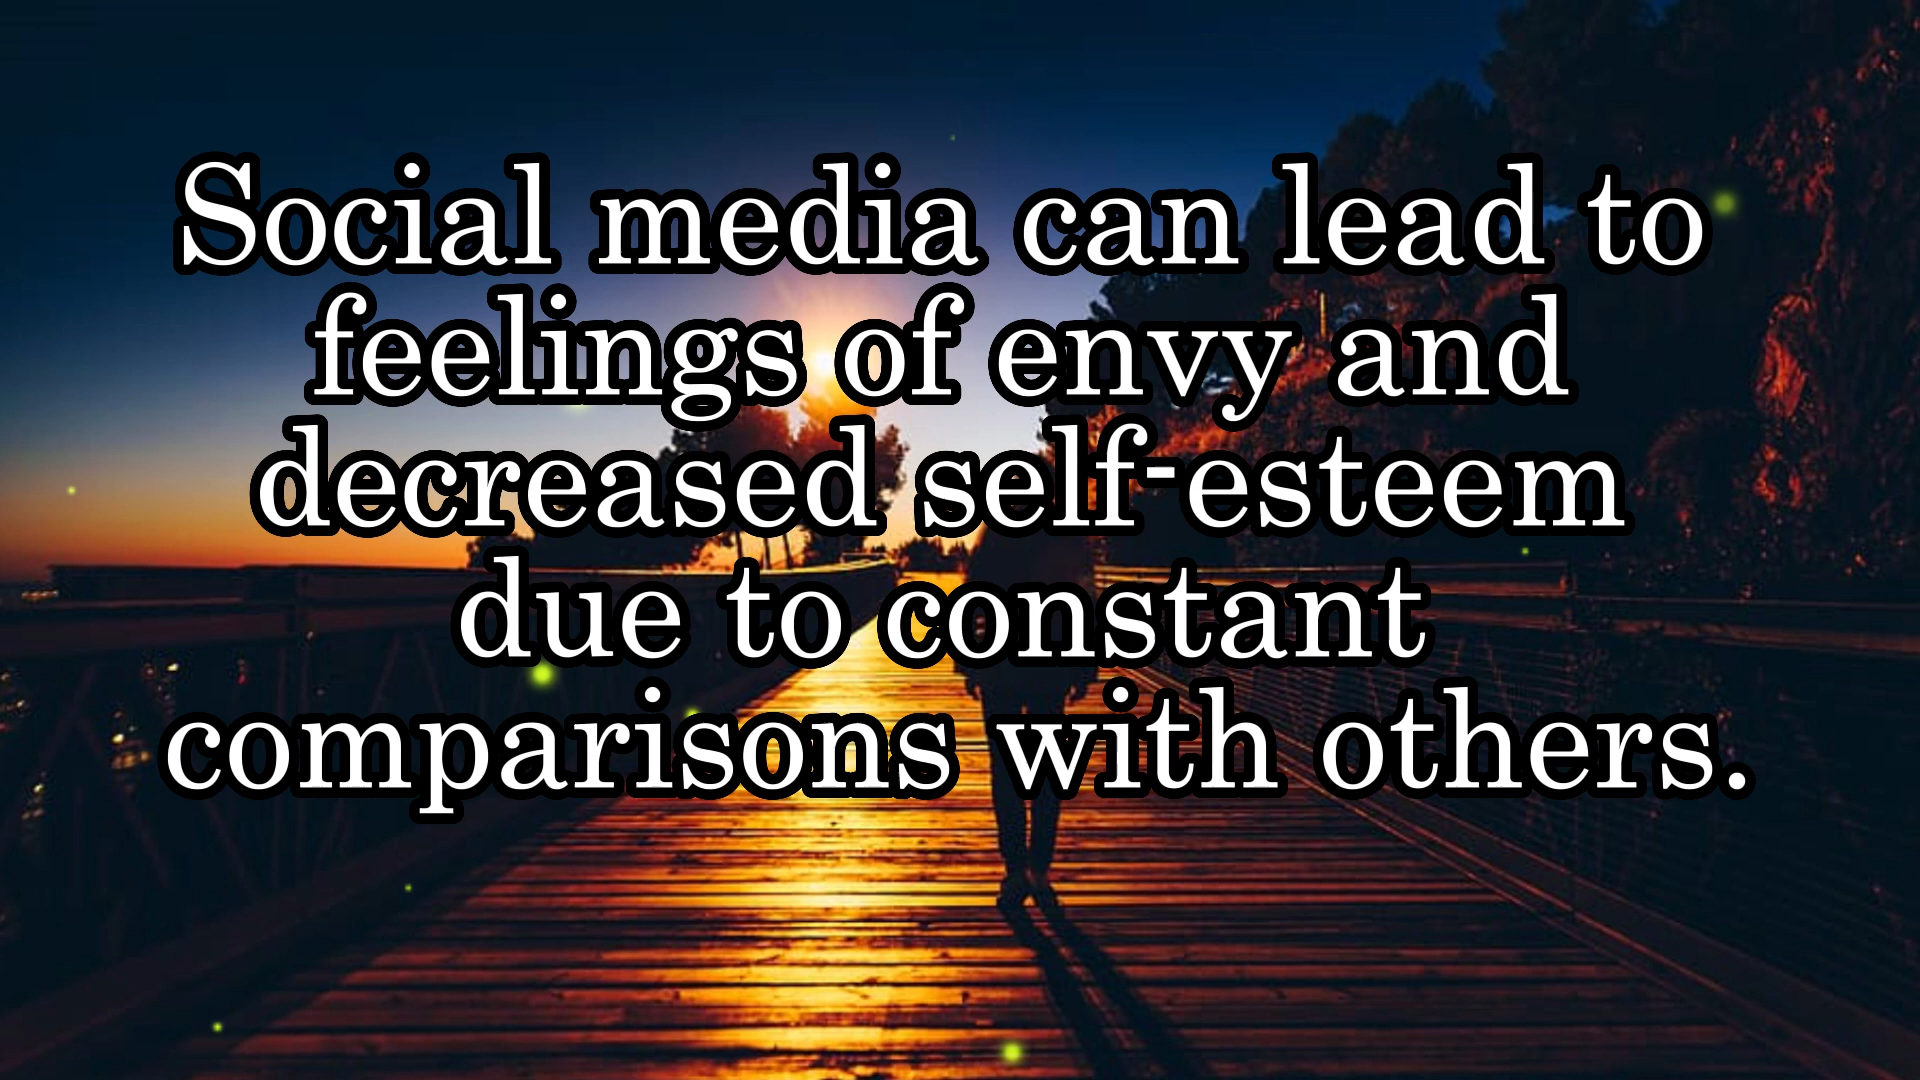 Social media can lead to
feelings of envy and
decreased self-esteem
due to constant
comparisons with others.